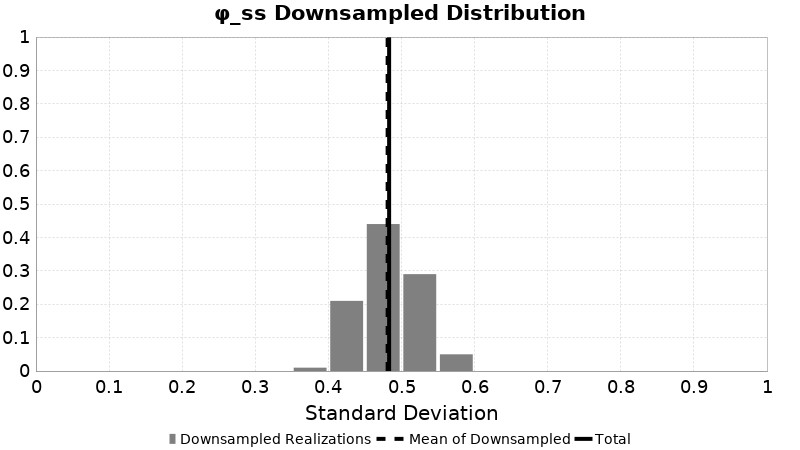 φ_ss Downsampled Distribution
1
0.9
0.8
0.7
0.6
0.5
0.4
0.3
0.2
0.1
0
0 0.1 0.2 0.3 0.4 0.5 0.6 0.7 0.8 0.9 1
Standard Deviation
Downsampled Realizations Mean of Downsampled Total